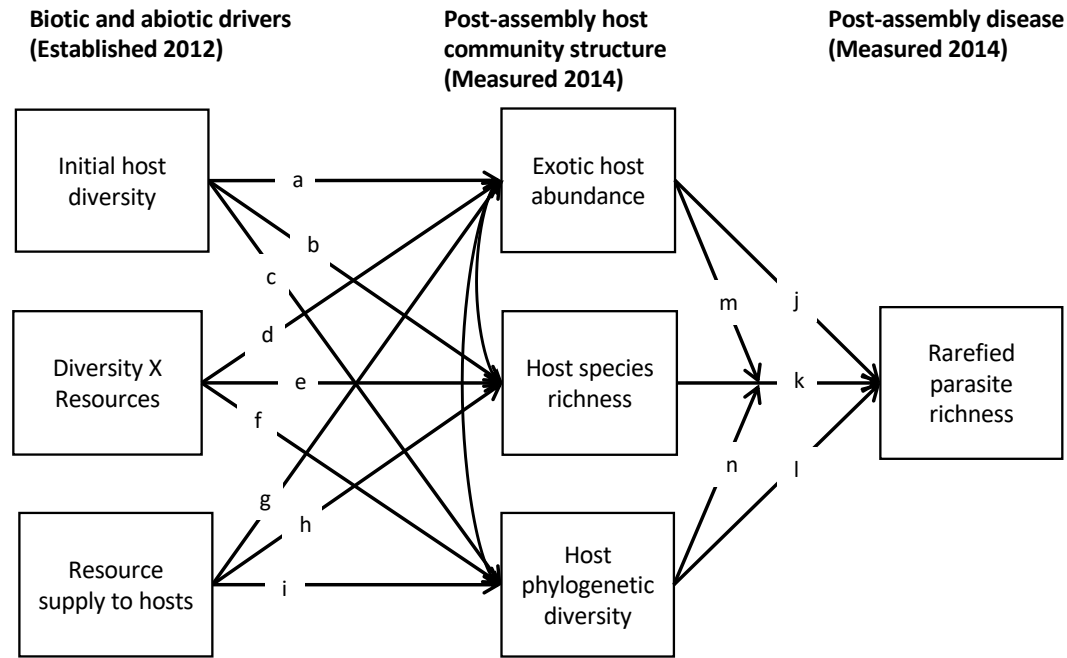 Biotic and abiotic drivers
(Established 2012)
Post-assembly host
community structure
(Measured 2014)
Post-assembly disease
(Measured 2014)
Initial host
diversity
Exotic host
abundance
Diversity X
Resources
Host species
richness
Rarefied
parasite
richness
Resource
supply to hosts
Host
phylogenetic
diversity
a
b
c
d
e
f
g
h
i
m
j
k
n
l